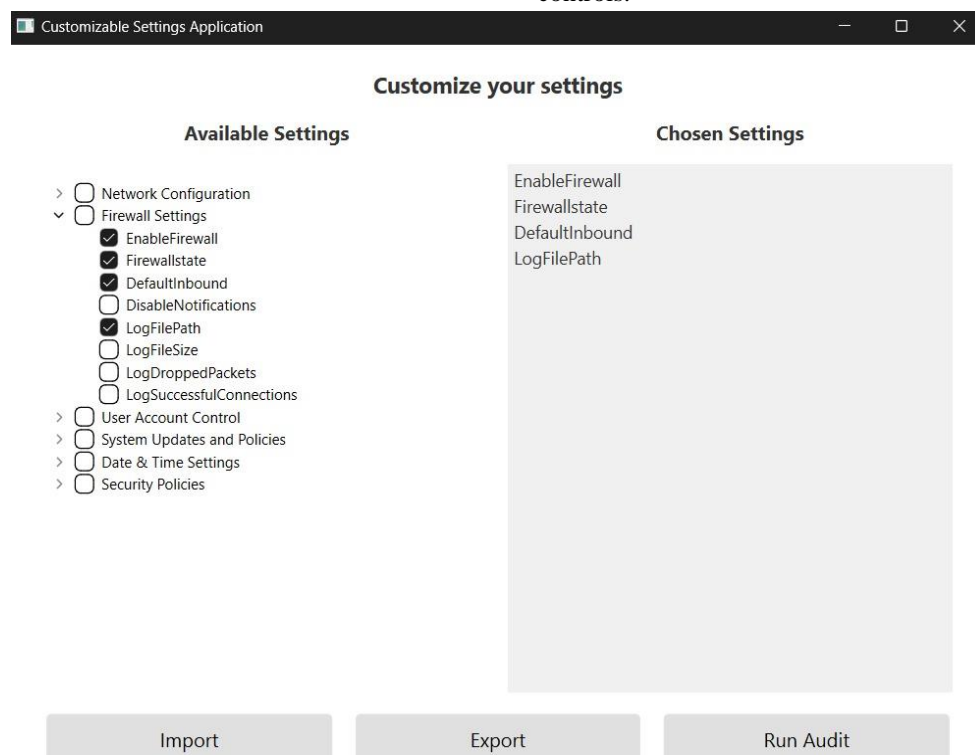 controls.
Customizable Settings Application
Customize your settings
Available Settings
Chosen Settings
Network Configuration
Firewall Settings
EnableFirewall
Firewallstate
DefaultInbound
DisableNotifications
LogFilePath
LogFileSize
LogDroppedPackets
LogSuccessfulConnections
User Account Control
System Updates and Policies
Date & Time Settings
Security Policies
EnableFirewall
Firewallstate
DefaultInbound
LogFilePath
Import
Export
Run Audit